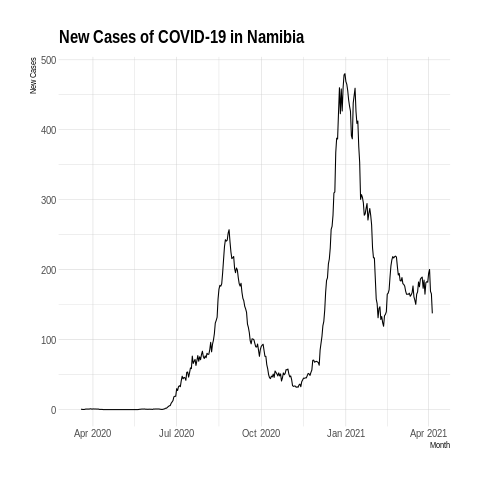 New Cases of COVID-19 in Namibia
New Cases
500
400
300
200
100
0
Apr 2020
Jul 2020
Oct 2020
Jan 2021
Apr 2021
Month